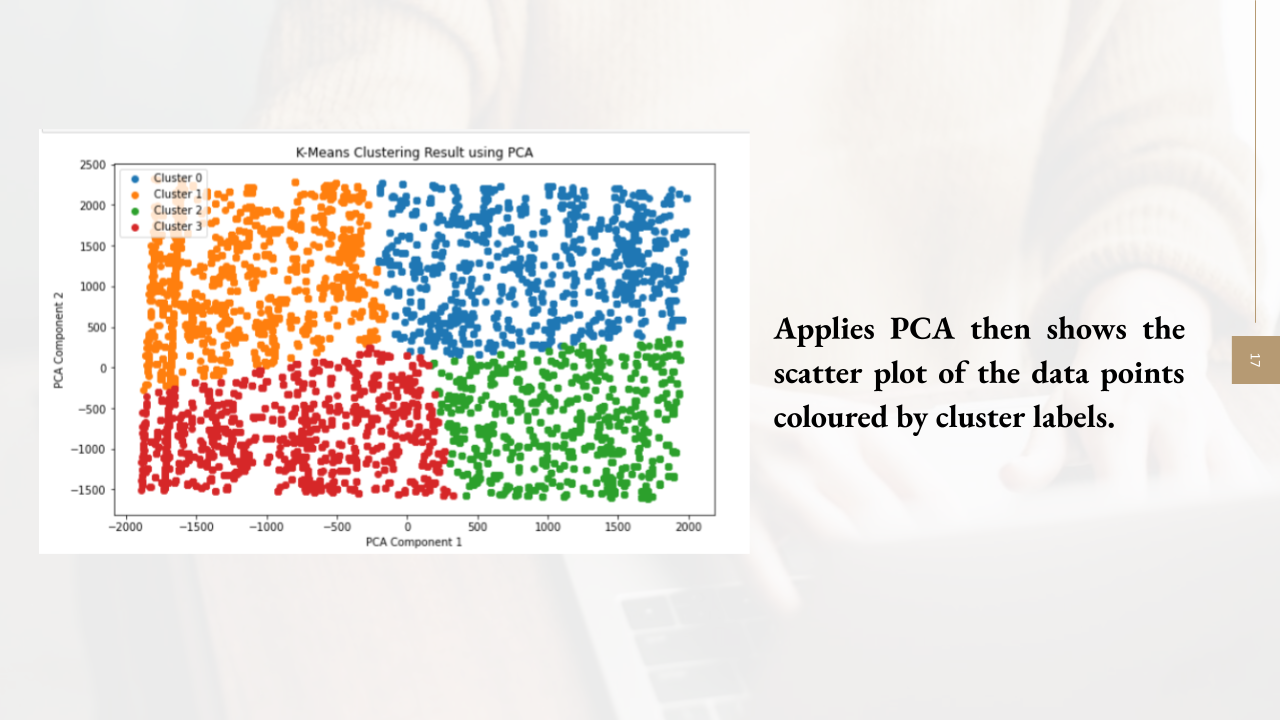 K-Means Clustering Result using PCA
2500
2000
1500
1000
500
0
−500
−1000
−1500
PCA Component 2
Cluster 0
Cluster 1
Cluster 2
Cluster 3
−2000 −1500 −1000 −500 0 500 1000 1500 2000
PCA Component 1
Applies PCA then shows the
scatter plot of the data points
coloured by cluster labels.
17